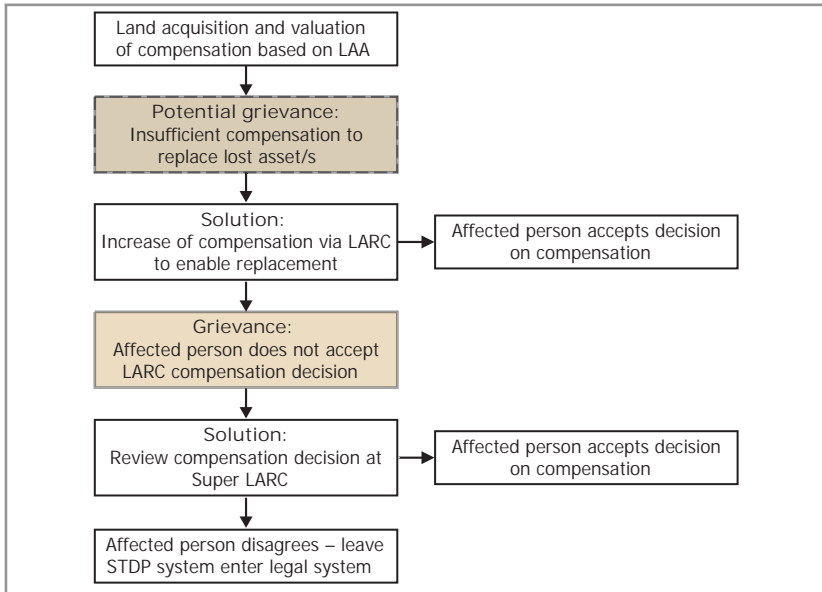 Land acquisition and valuation
of compensation based on LAA
Potential grievance:
Insufficient compensation to
replace lost asset/s
Solution:
Increase of compensation via LARC
to enable replacement
Affected person accepts decision
on compensation
Grievance:
Affected person does not accept
LARC compensation decision
Solution:
Review compensation decision at
Super LARC
Affected person accepts decision
on compensation
Affected person disagrees – leave
STDP system enter legal system